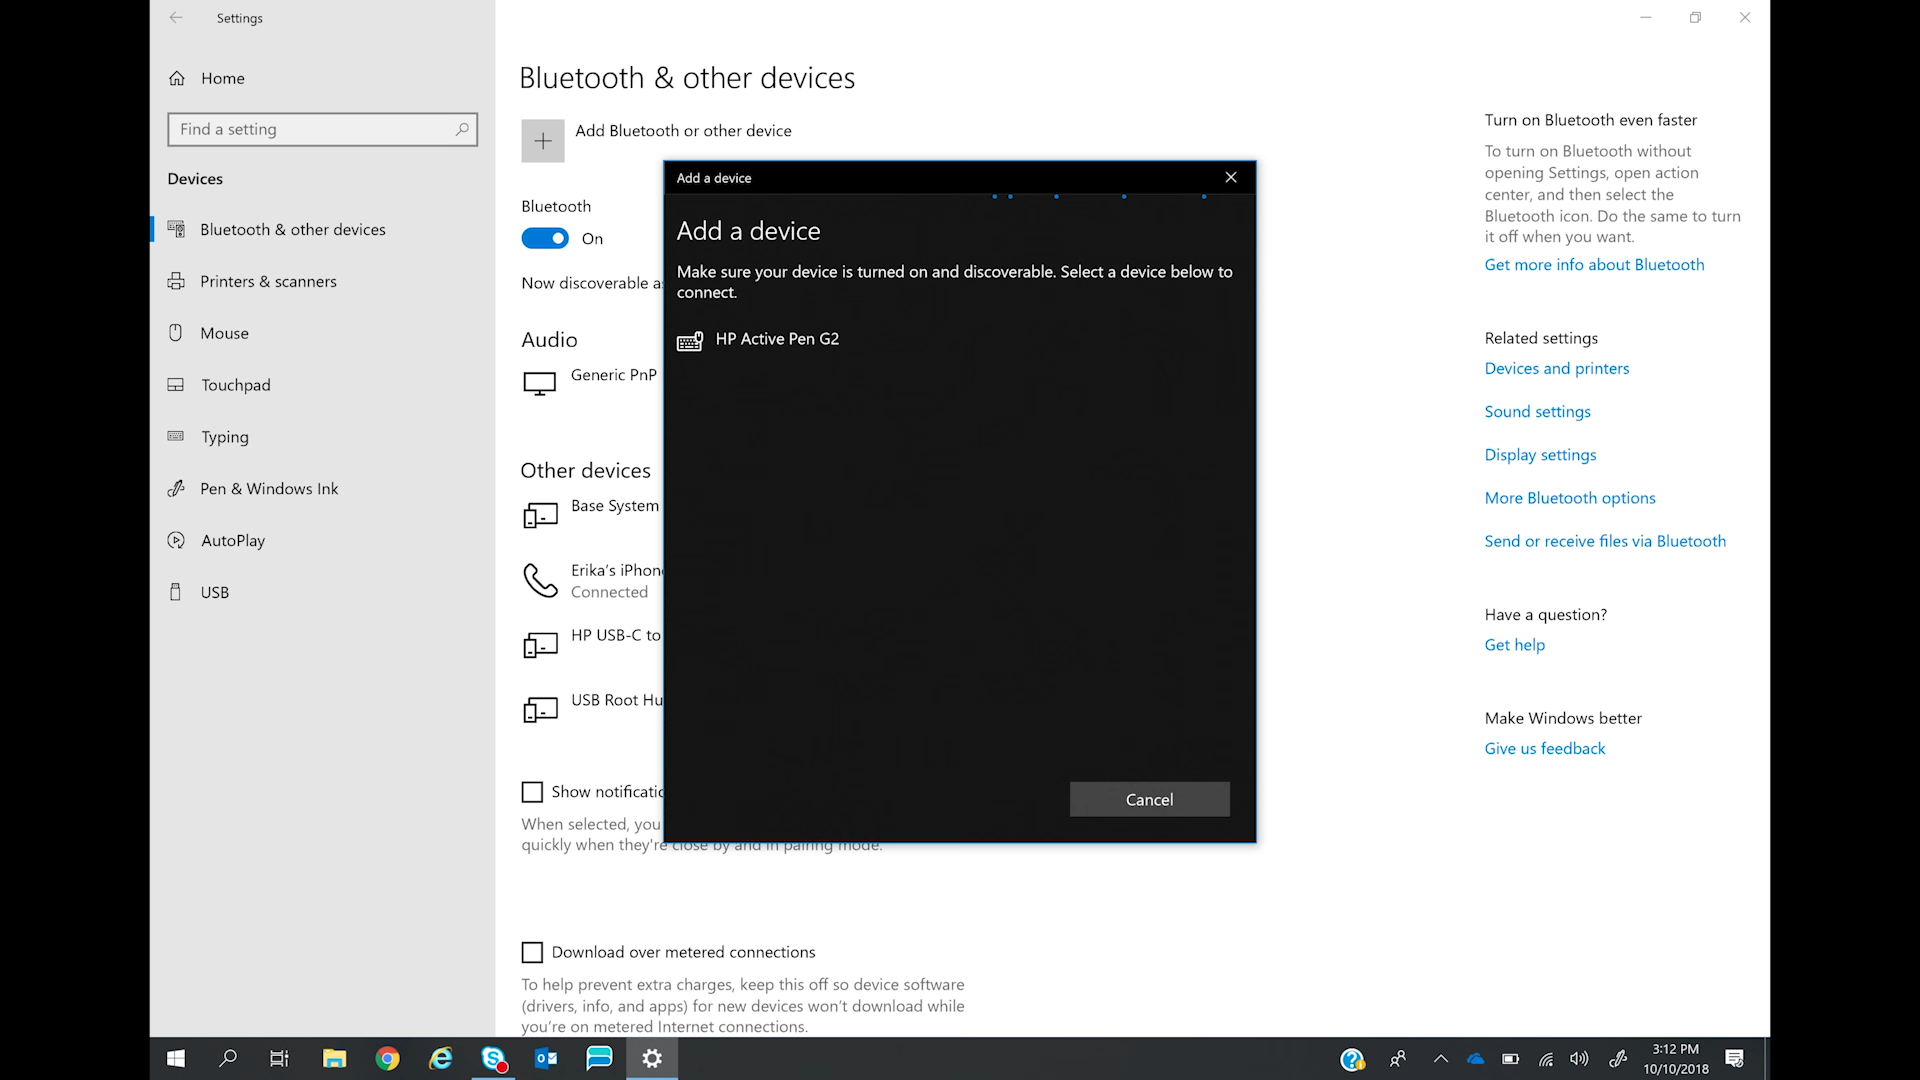 Settings
Home
Find a setting
Devices
Bluetooth & other devices
Printers & scanners
Mouse
Touchpad
Typing
Pen & Windows Ink
AutoPlay
USB
Bluetooth & other devices
Add Bluetooth or other device
Bluetooth
On
Now discoverable
Audio
Generic PnP
Other devices
Base System
Erika's
Connected
HP USB-C to
USB Root
Show
When selected, you
quickly when they're close by and in pairing mode.
Download over metered connections
To help prevent extra charges, keep this off so device software
(drivers, info, and apps) for new devices won't download while
you're on metered Internet connections.
Add a device
Add a device
Make sure your device is turned on and discoverable. Select a device below to
connect.
HP Active Pen G2
Cancel
Turn on Bluetooth even faster
To turn on Bluetooth without
opening Settings, open action
center, and then select the
Bluetooth icon. Do the same to turn
it off when you want.
Get more info about Bluetooth
Related settings
Devices and printers
Sound settings
Display settings
More Bluetooth options
Send or receive files via Bluetooth
Have a question?
Get help
Make Windows better
Give us feedback
3:12 PM
10/10/2018